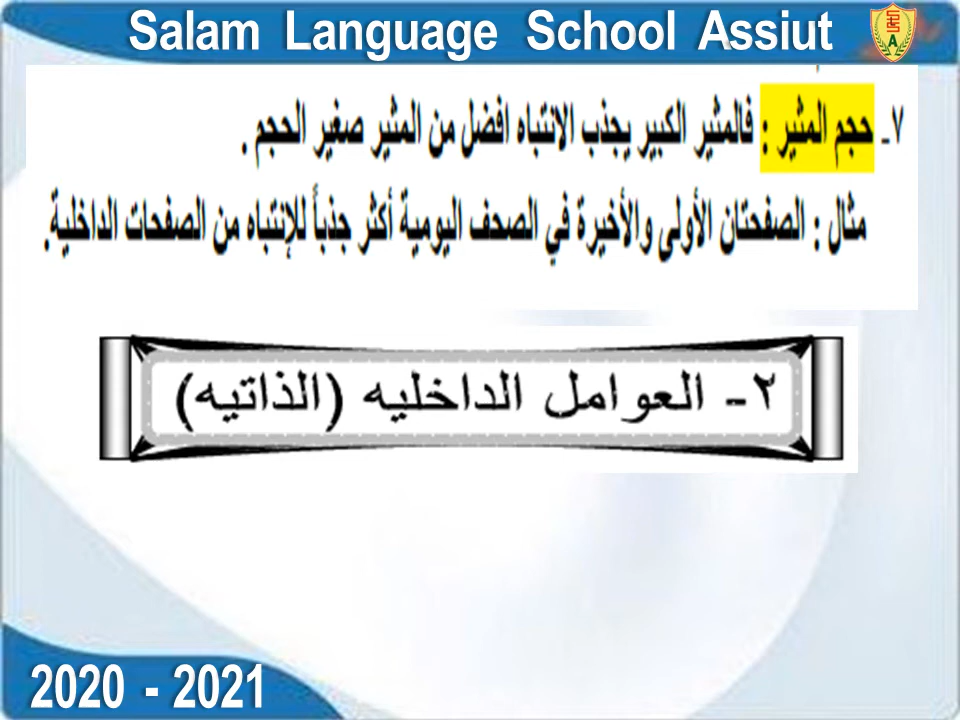 Salam Language School Assiut
٧- حجم المثير : فالمثير الكبير يجذب الانتباه افضل من المثير صغير الحجم .
مثال : الصفحتان الأولى والأخيرة في الصحف اليومية أكثر جذباً للإنتباه من الصفحات الداخلية.
٢- العوامل الداخليه (الذاتيه)
2020 - 2021